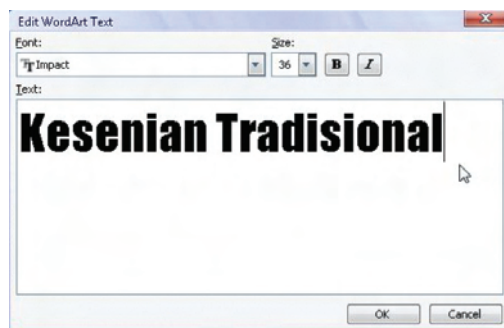 Edit WordArt Text
Font: Size:
Impact 36 B I
Text:
Kesenian Tradisional
OK Cancel